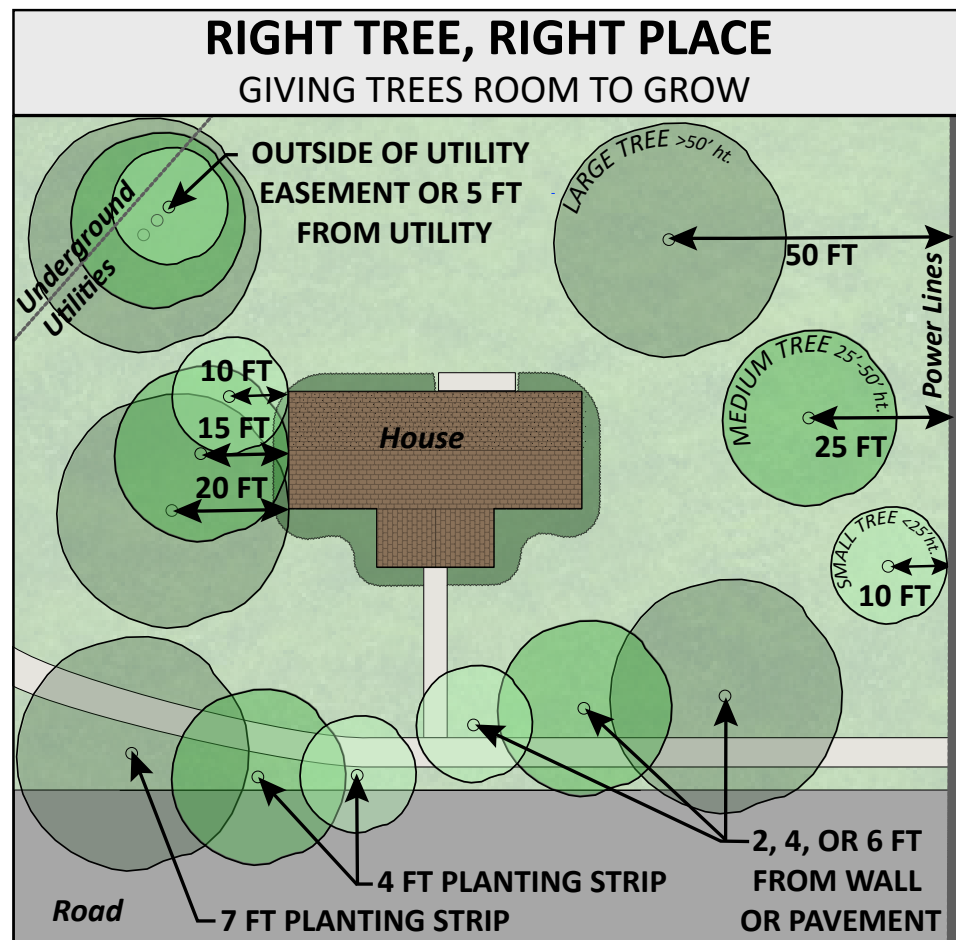 RIGHT TREE, RIGHT PLACE
GIVING TREES ROOM TO GROW
OUTSIDE OF UTILITY
EASEMENT OR 5 FT
FROM UTILITY
Underground
Utilities
LARGE TREE >50' ht.
50 FT
Power Lines
MEDIUM TREE 25'-50' ht.
25 FT
SMALL TREE <25'ht.
10 FT
10 FT
15 FT
20 FT
House
2, 4, OR 6 FT
FROM WALL
OR PAVEMENT
4 FT PLANTING STRIP
7 FT PLANTING STRIP
Road